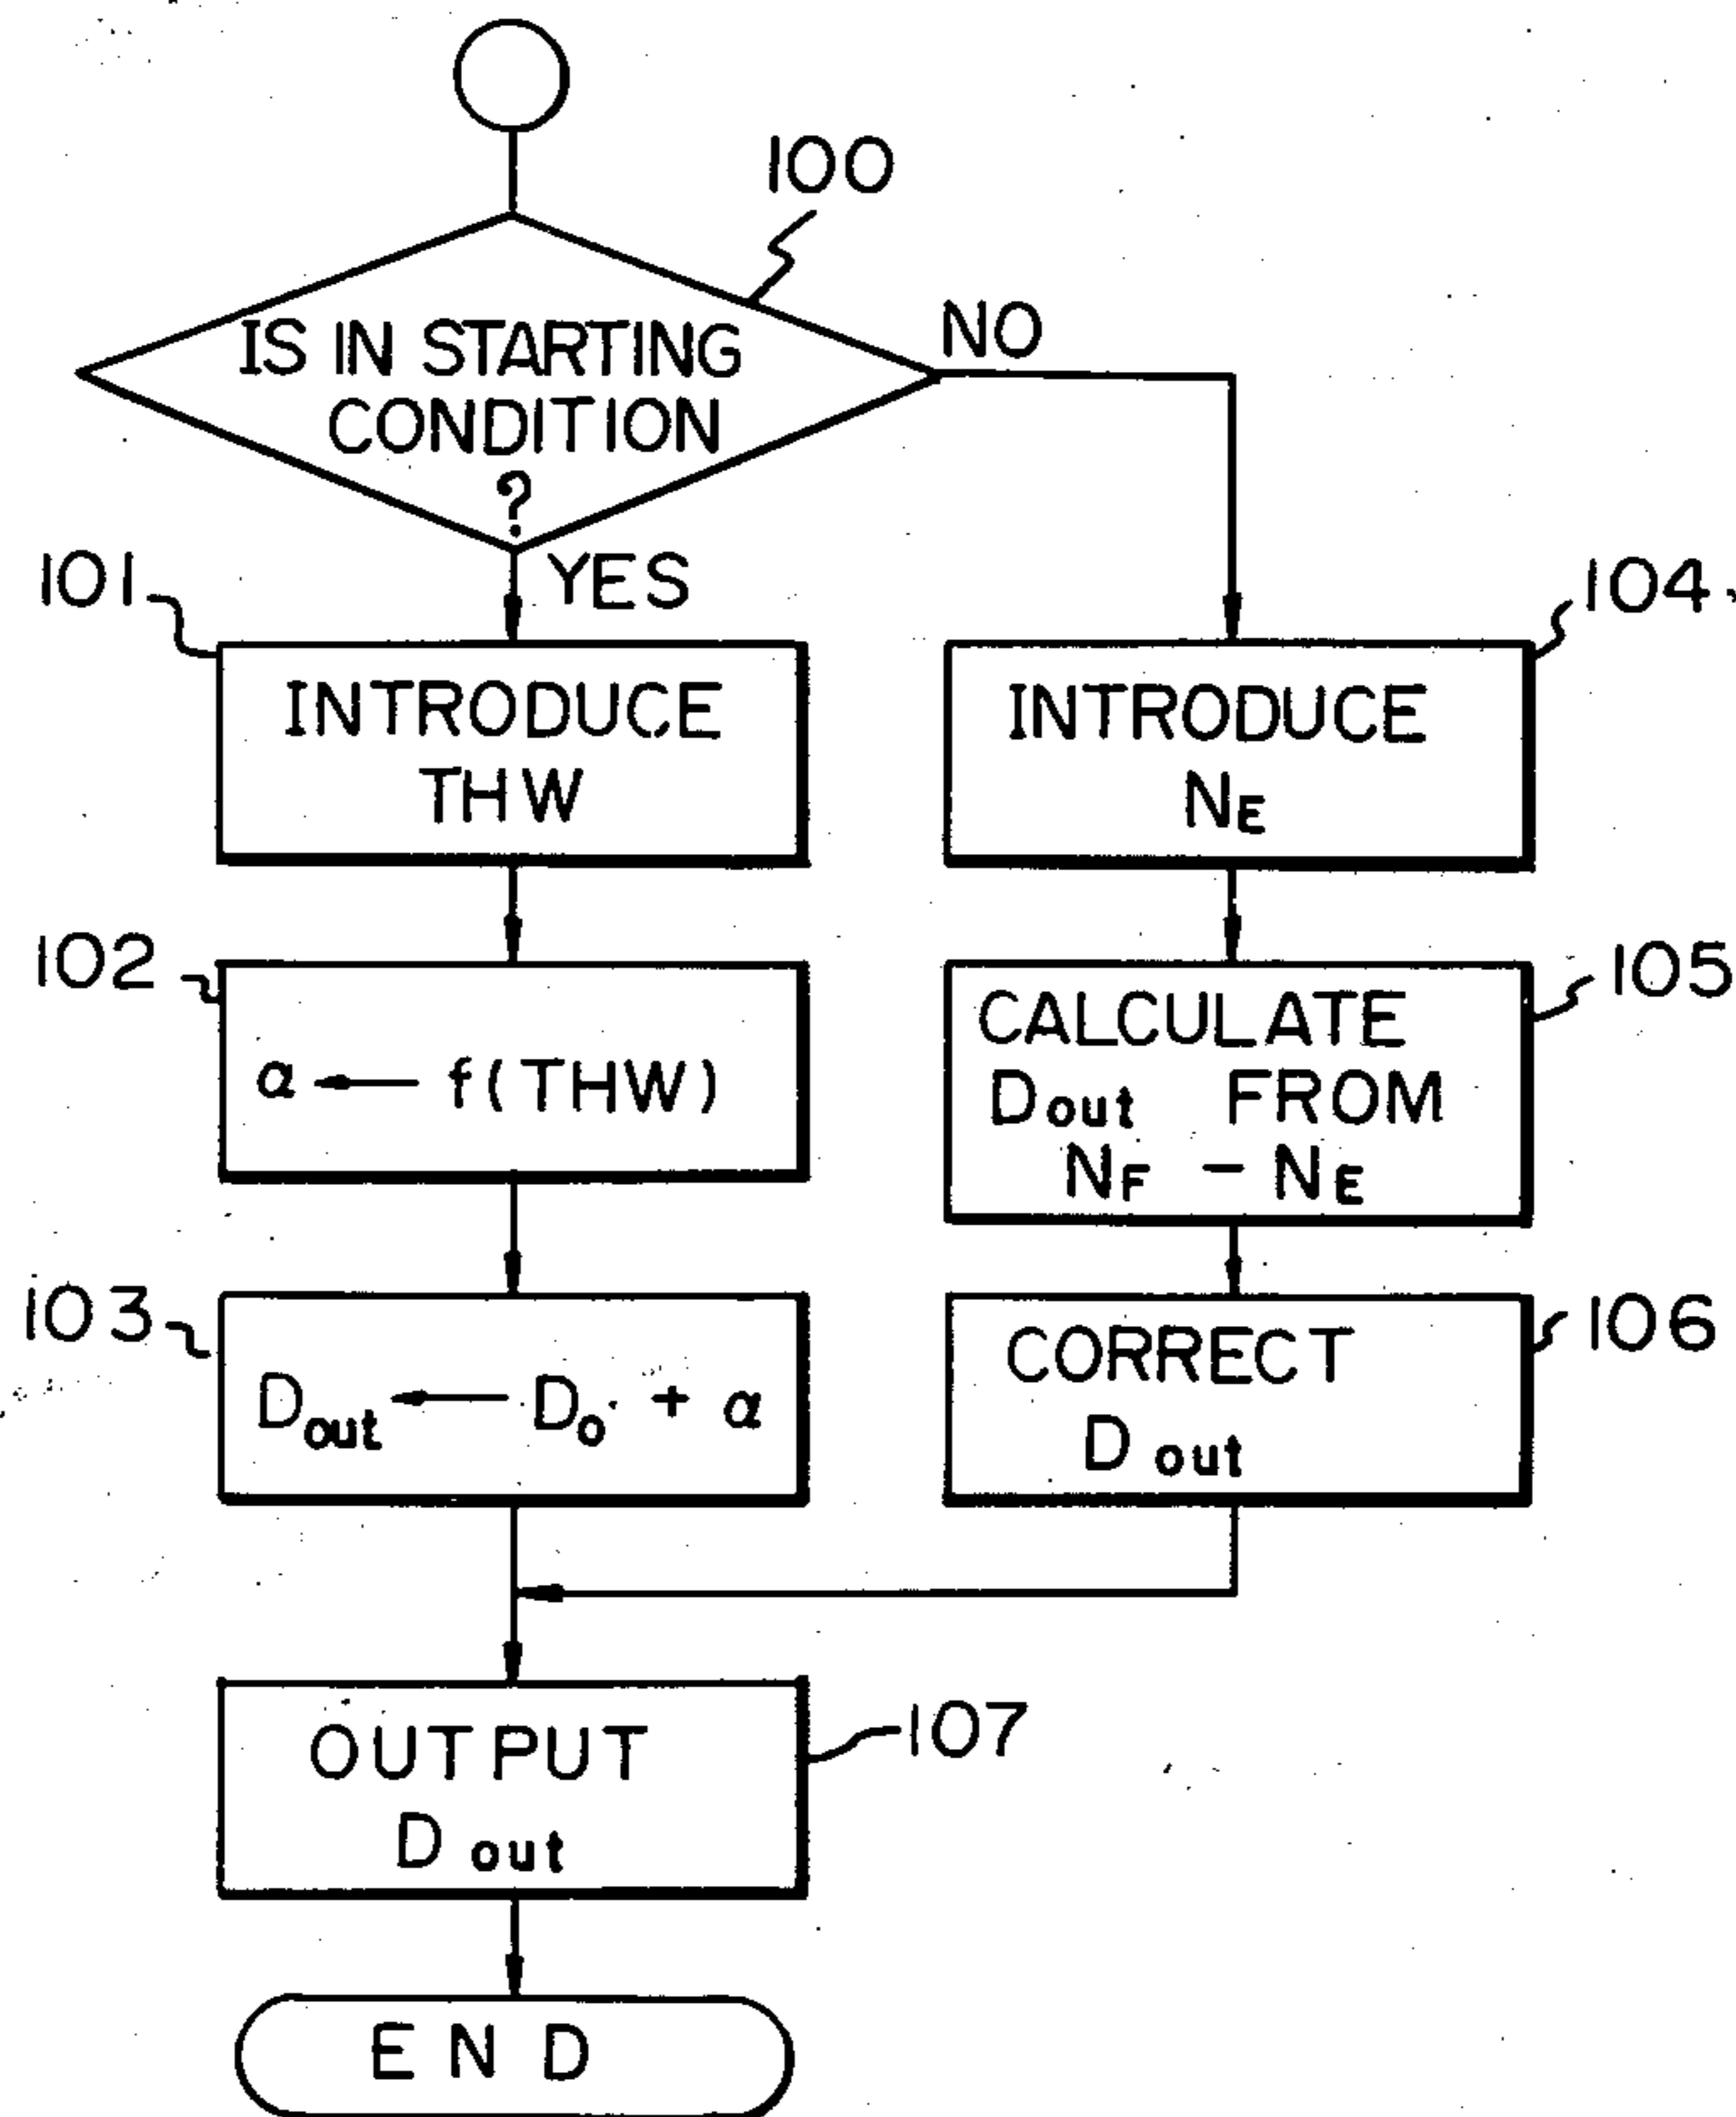 100
IS IN STARTING
CONDITION
?
NO
YES
101
INTRODUCE
THW
102
α ← f(THW)
103
Dout ← Do + α
104
INTRODUCE
NE
105
CALCULATE
Dout FROM
NF − NE
106
CORRECT
Dout
107
OUTPUT
Dout
END